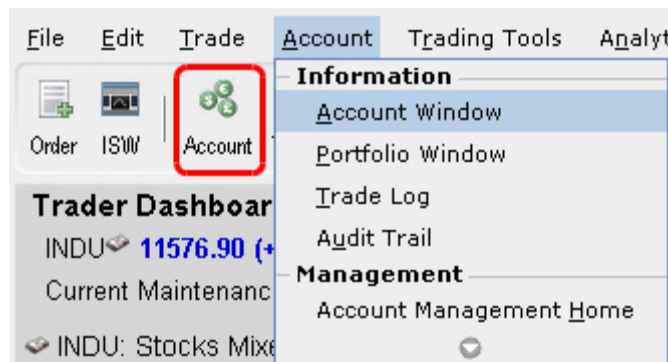 File Edit Trade Account Trading Tools Analyt
Information
Account Window
Order ISW Account
Portfolio Window
Trade Log
Trader Dashboar
Audit Trail
INDU 11576.90 (+
Management
Current Maintenanc
Account Management Home
INDU: Stocks Mixe